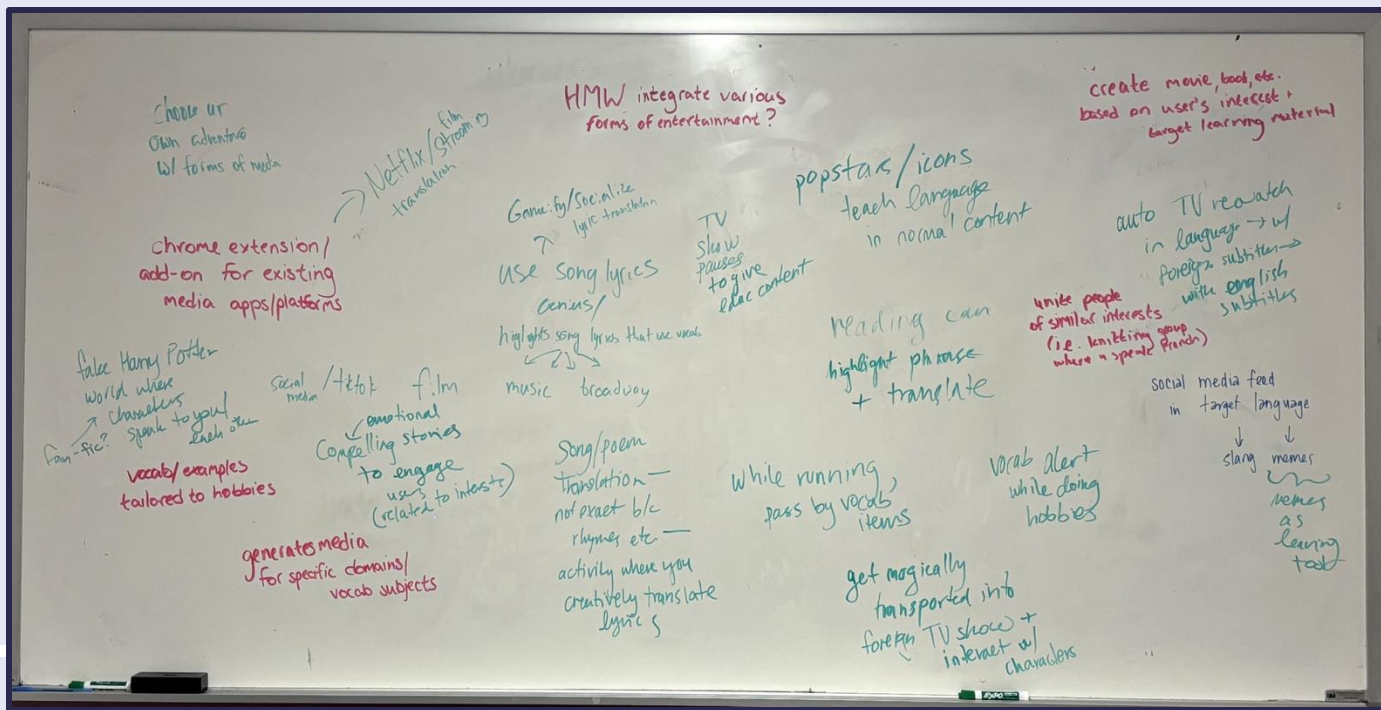 HMW integrate various
forms of entertainment?
choose ur
own adventure
w/ forms of media
Netflix/Stream
film
translation
chrome extension/
add-on for existing
media apps/platforms
Gameify/Socialize
lyric translation
use song lyrics
genius/
highlights song lyrics that use vocab
music broadway
TV
show
pauses
to give
educ content
popstars/icons
teach language
in normal content
create movie, book, etc.
based on user's interest +
target learning material
auto TV rewatch
in language → w/
foreign subtitles →
with english
subtitles
reading can
highlight phrase
+ translate
unite people
of similar interests
(i.e. knitting group
where u speak french)
social media feed
in target language
slang memes
memes
as
learning
tool
fake Harry Potter
world where
characters
speak to you/
each other
fan-fic?
vocab/examples
tailored to hobbies
social
media
/tiktok
film
emotional
Compelling stories
to engage
users
(related to interests)
generates media
for specific domains/
vocab subjects
Song/poem
translation —
not exact b/c
rhymes etc —
activity where you
creatively translate
lyrics
while running,
pass by vocab
items
vocab alert
while doing
hobbies
get magically
transported into
foreign TV show +
interact w/
characters
EXPO